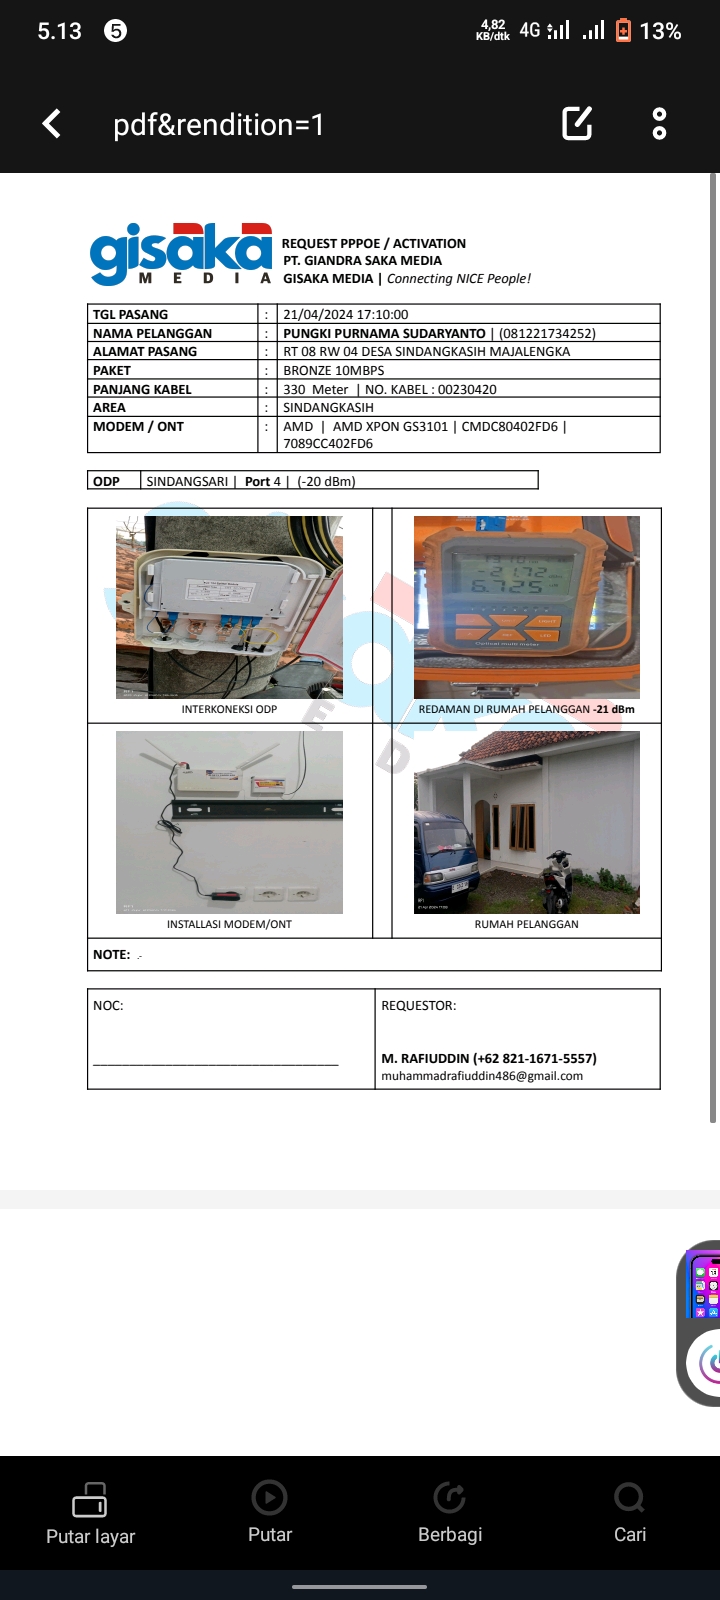 5.13
5
4,82
KB/dtk
4G
13%
pdf&rendition=1
gisaka
MEDIA
REQUEST PPPOE / ACTIVATION
PT. GIANDRA SAKA MEDIA
GISAKA MEDIA | Connecting NICE People!
TGL PASANG : 21/04/2024 17:10:00
NAMA PELANGGAN : PUNGKI PURNAMA SUDARYANTO | (081221734252)
ALAMAT PASANG : RT 08 RW 04 DESA SINDANGKASIH MAJALENGKA
PAKET : BRONZE 10MBPS
PANJANG KABEL : 330 Meter | NO. KABEL : 00230420
AREA : SINDANGKASIH
MODEM / ONT : AMD | AMD XPON GS3101 | CMDC80402FD6 |
7089CC402FD6
ODP SINDANGSARI | Port 4 | (-20 dBm)
-21.72
6.725
Optical multi meter
INTERKONEKSI ODP
REDAMAN DI RUMAH PELANGGAN -21 dBm
INSTALLASI MODEM/ONT
RUMAH PELANGGAN
NOTE: .-
NOC:
REQUESTOR:
M. RAFIUDDIN (+62 821-1671-5557)
muhammadrafiuddin486@gmail.com
Putar layar
Putar
Berbagi
Cari